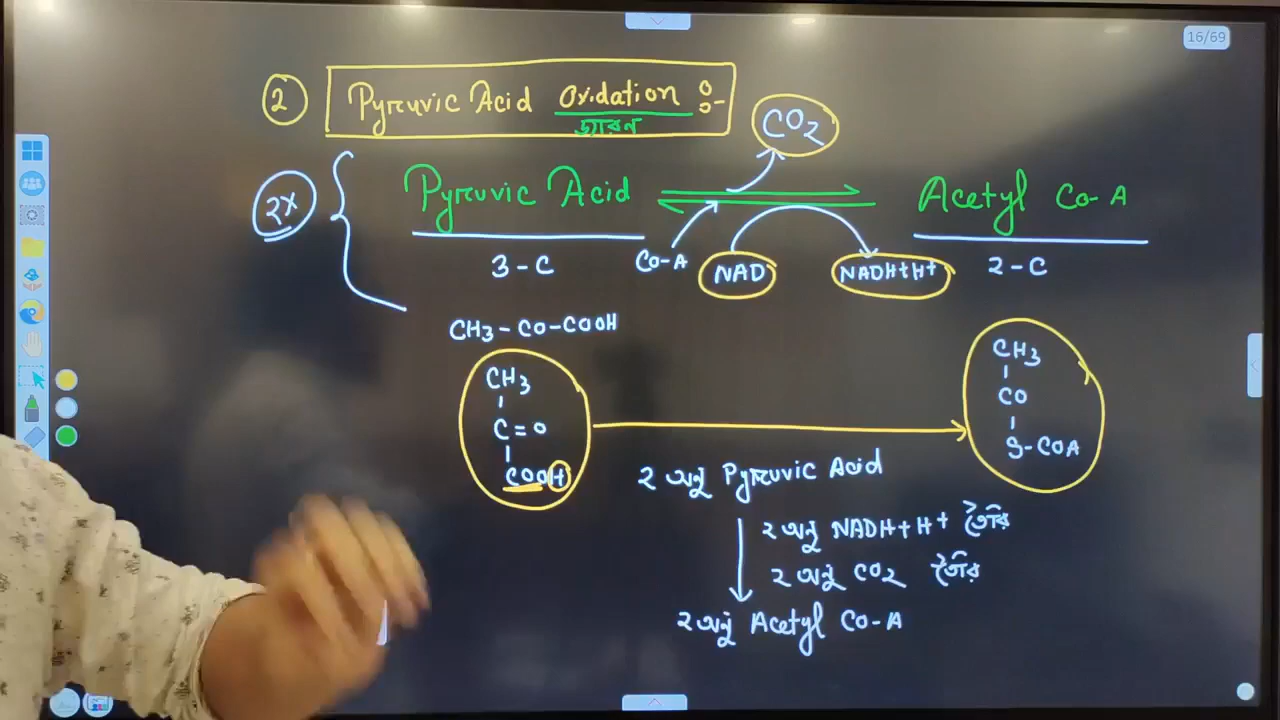 16/69
2 Pyruvic Acid Oxidation :-
জারন
CO2
2x
Pyruvic Acid Acetyl Co-A
3-C Co-A NAD NADH+H+ 2-C
CH3-CO-COOH
CH3
C=O
COOH
CH3
CO
S-COA
২ অনু Pyruvic Acid
২ অনু NADH+H+ তৈরি
২ অনু CO2 তৈরি
২ অনু Acetyl Co-A